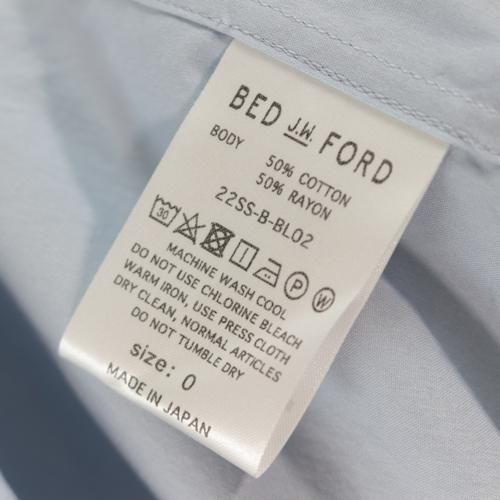 BED J.W. FORD
BODY 50% COTTON
50% RAYON
22SS-B-BL02
30 P W
MACHINE WASH COOL
DO NOT USE CHLORINE BLEACH
WARM IRON, USE PRESS CLOTH
DRY CLEAN, NORMAL ARTICLES
DO NOT TUMBLE DRY
size: 0
MADE IN JAPAN